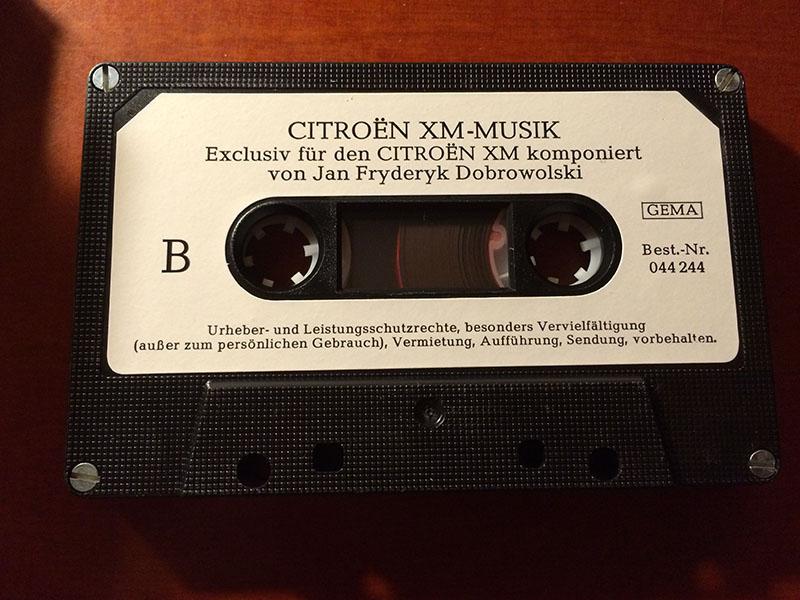 CITROËN XM-MUSIK
Exclusiv für den CITROËN XM komponiert
von Jan Fryderyk Dobrowolski
GEMA
B
Best.-Nr.
044 244
Urheber- und Leistungsschutzrechte, besonders Vervielfältigung
(außer zum persönlichen Gebrauch), Vermietung, Aufführung, Sendung, vorbehalten.